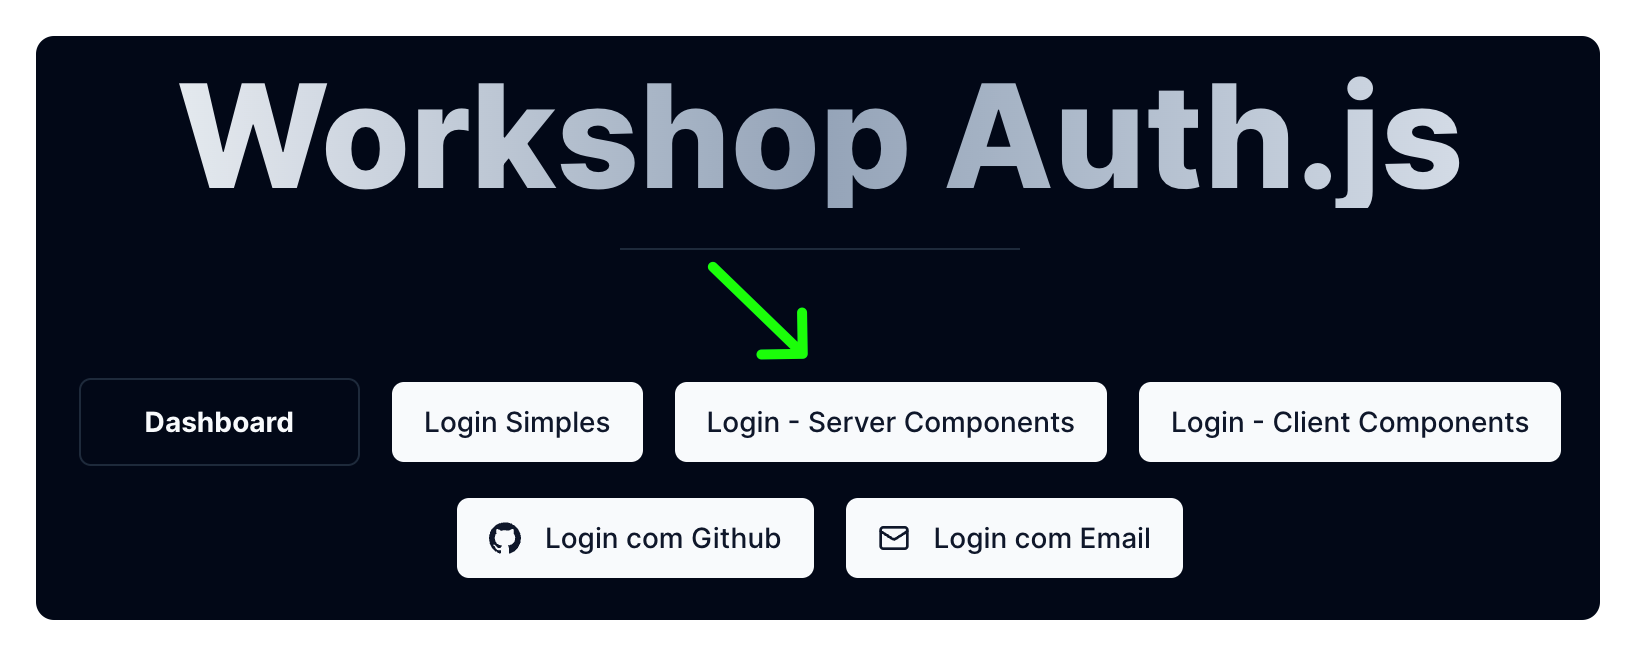 Workshop Auth.js
Dashboard
Login Simples
Login - Server Components
Login - Client Components
Login com Github
Login com Email